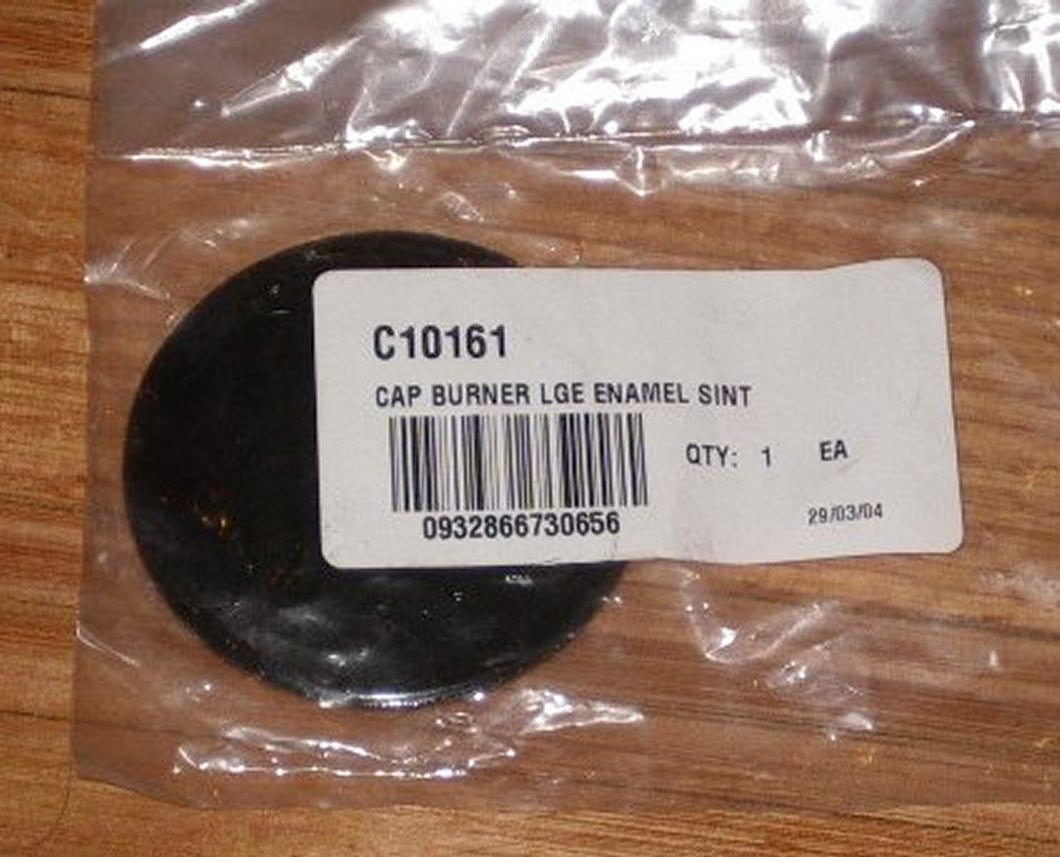 C10161
CAP BURNER LGE ENAMEL SINT
QTY: 1 EA
0932866730656
29/03/04